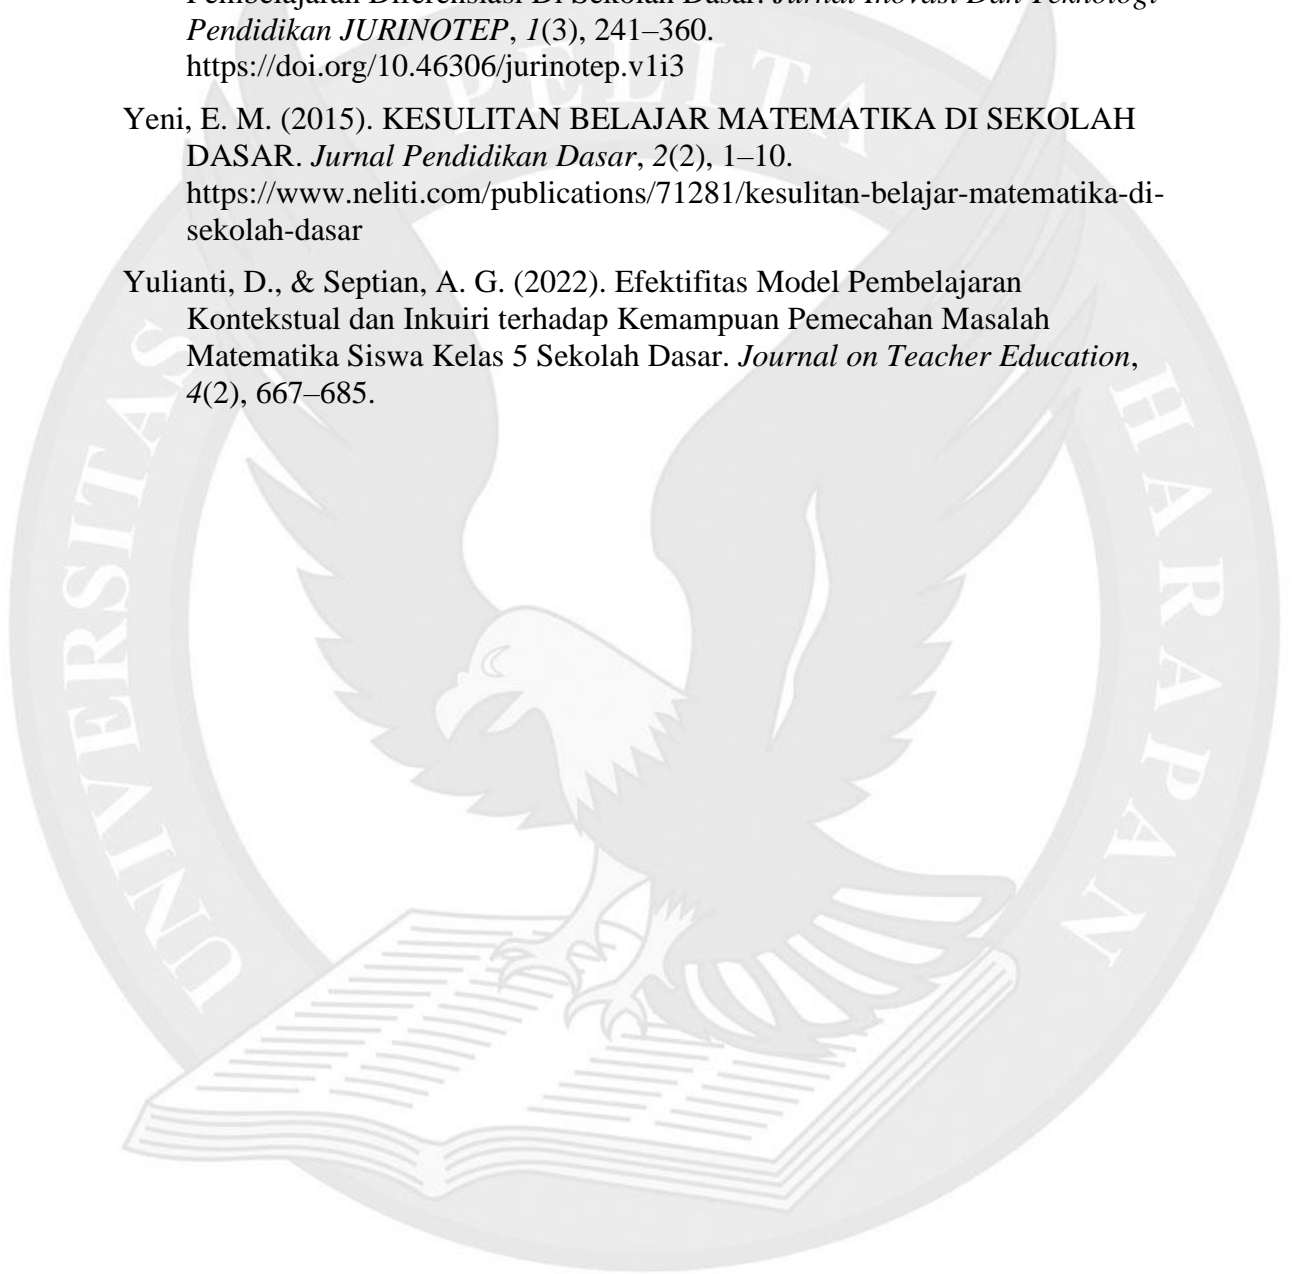 Pembelajaran Diferensiasi Di Sekolah Dasar. Jurnal Inovasi Dan Teknologi
Pendidikan JURINOTEP, 1(3), 241–360.
https://doi.org/10.46306/jurinotep.v1i3
Yeni, E. M. (2015). KESULITAN BELAJAR MATEMATIKA DI SEKOLAH
DASAR. Jurnal Pendidikan Dasar, 2(2), 1–10.
https://www.neliti.com/publications/71281/kesulitan-belajar-matematika-di-
sekolah-dasar
Yulianti, D., & Septian, A. G. (2022). Efektifitas Model Pembelajaran
Kontekstual dan Inkuiri terhadap Kemampuan Pemecahan Masalah
Matematika Siswa Kelas 5 Sekolah Dasar. Journal on Teacher Education,
4(2), 667–685.
UNIVERSITAS
PELITA
HARAPAN